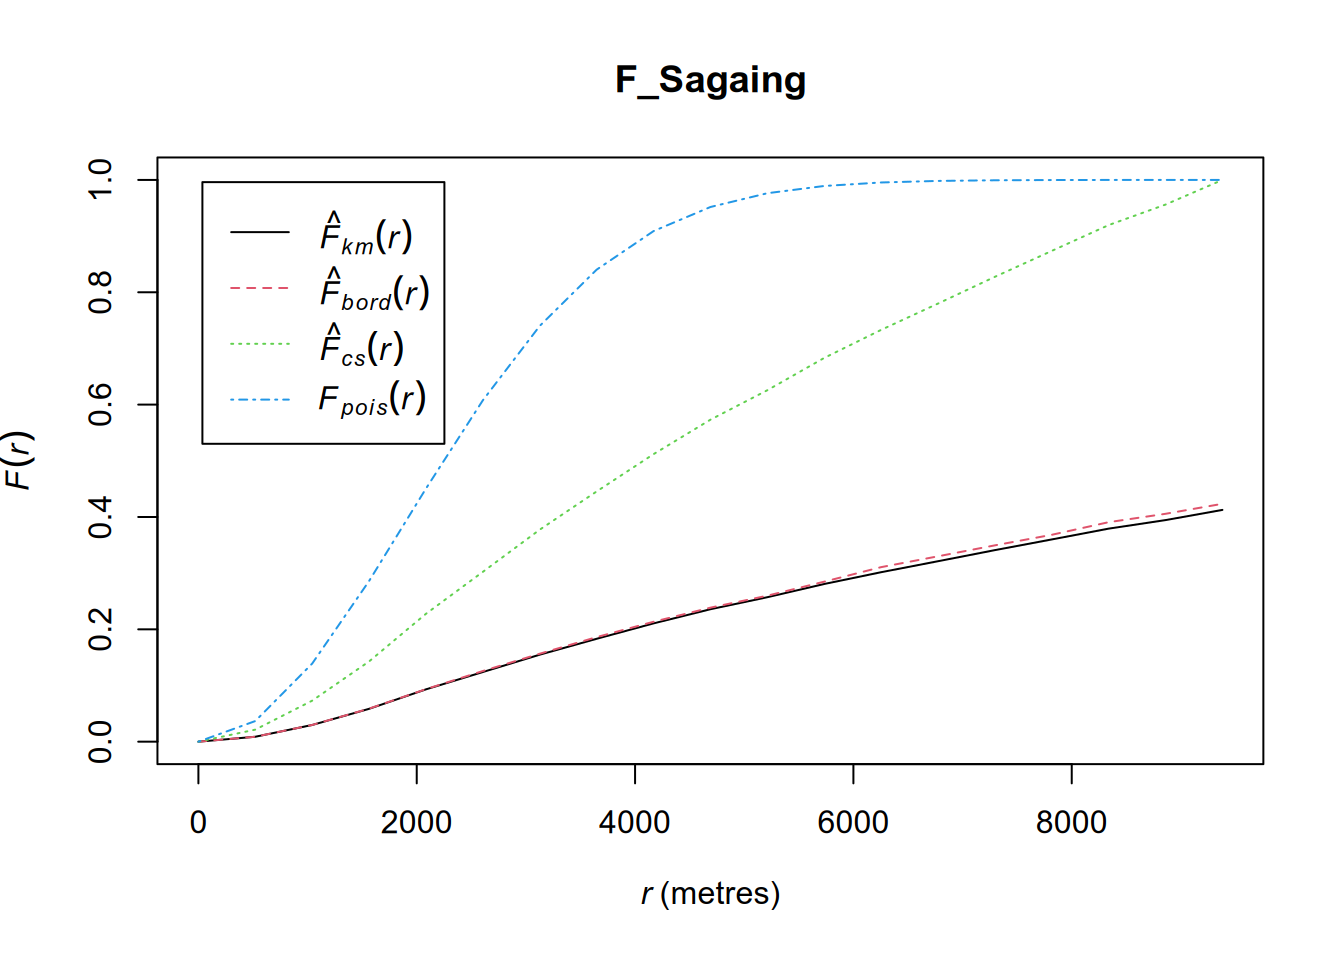 F_Sagaing
F̂km(r)
F̂bord(r)
F̂cs(r)
Fpois(r)
F(r)
1.0
0.8
0.6
0.4
0.2
0.0
0 2000 4000 6000 8000
r (metres)